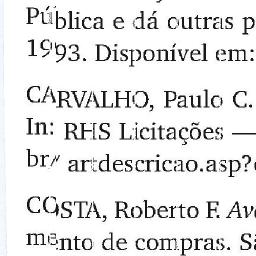 Pública e dá outras p
1993. Disponível em:
CARVALHO, Paulo C.
In: RHS Licitações —
br/ artdescricao.asp?
COSTA, Roberto F. Av
mento de compras. Sã